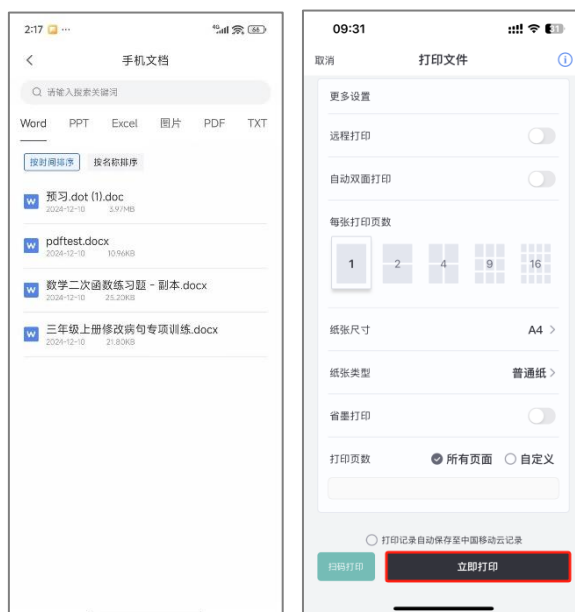 2:17
手机文档
请输入搜索关键词
Word PPT Excel 图片 PDF TXT
按时间排序 按名称排序
W 预习.dot (1).doc
2024-12-10 3.97MB
W pdftest.docx
2024-12-10 10.96KB
W 数学二次函数练习题 - 副本.docx
2024-12-10 25.20KB
W 三年级上册修改病句专项训练.docx
2024-12-10 21.80KB
09:31
取消 打印文件
更多设置
远程打印
自动双面打印
每张打印页数
1 2 4 9 16
纸张尺寸 A4 >
纸张类型 普通纸 >
省墨打印
打印页数 所有页面 自定义
打印记录自动保存至中国移动云记录
扫码打印 立即打印